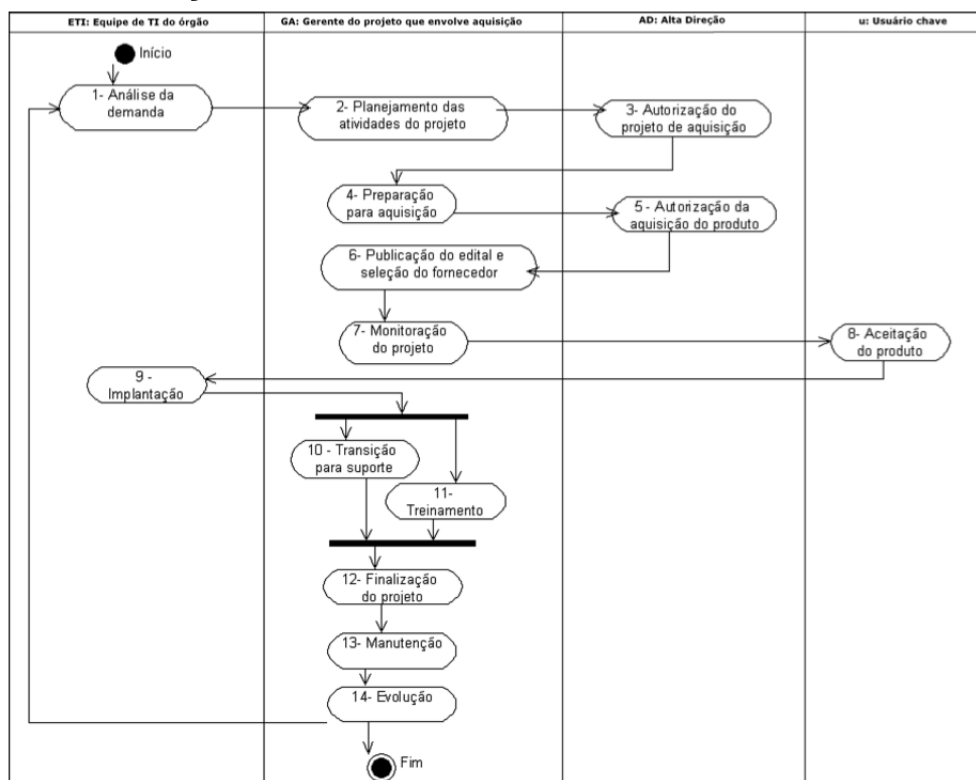 ETI: Equipe de TI do órgão
GA: Gerente do projeto que envolve aquisição
AD: Alta Direção
u: Usuário chave
Início
1- Análise da
demanda
2- Planejamento das
atividades do projeto
3- Autorização do
projeto de aquisição
4- Preparação
para aquisição
5 - Autorização da
aquisição do produto
6- Publicação do edital e
seleção do fornecedor
7- Monitoração
do projeto
8- Aceitação
do produto
9 -
Implantação
10 - Transição
para suporte
11-
Treinamento
12- Finalização
do projeto
13- Manutenção
14- Evolução
Fim